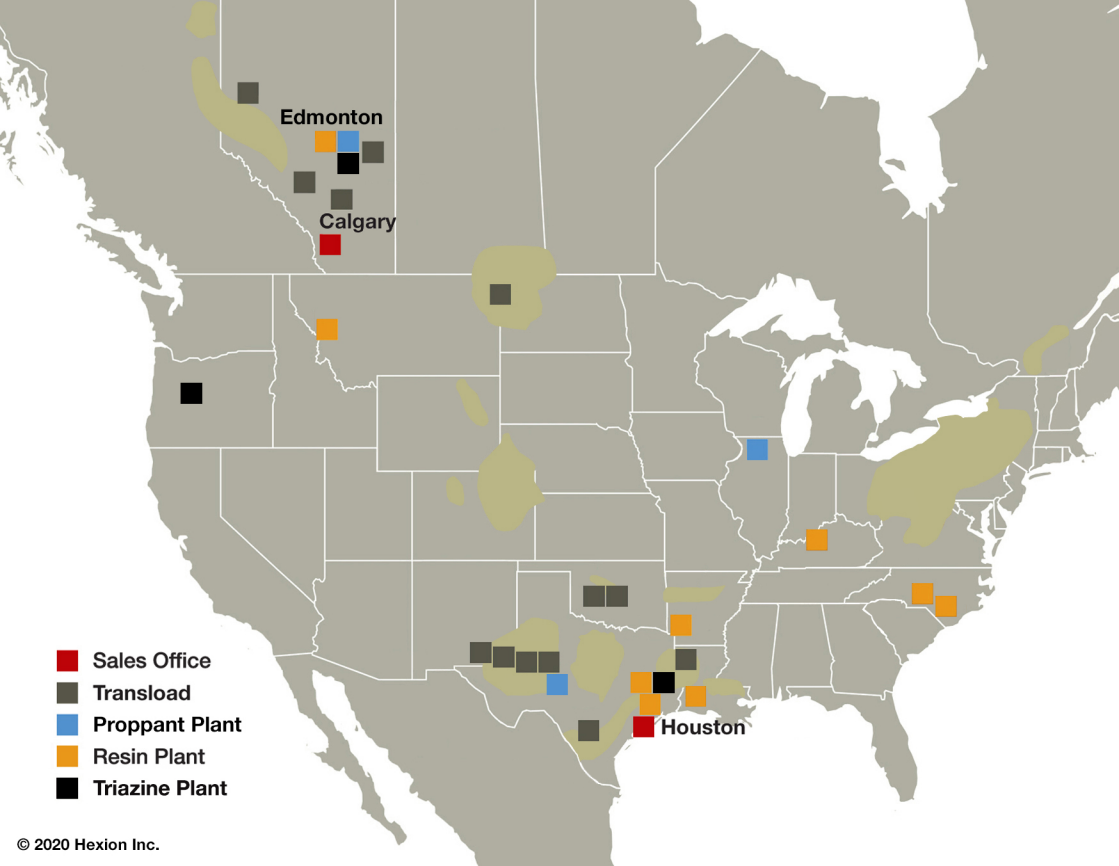 Edmonton
Calgary
Sales Office
Transload
Proppant Plant
Resin Plant
Triazine Plant
Houston
© 2020 Hexion Inc.